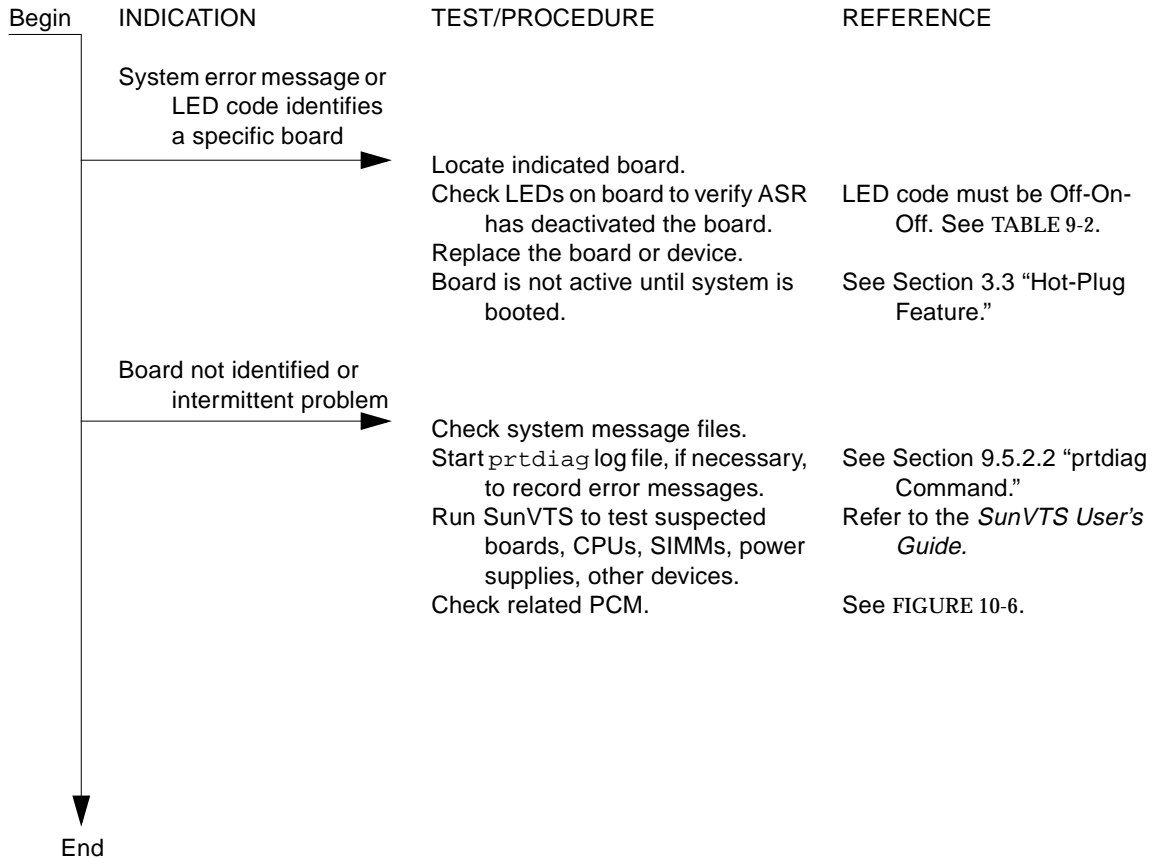 Begin INDICATION TEST/PROCEDURE REFERENCE
System error message or
LED code identifies
a specific board
Locate indicated board.
Check LEDs on board to verify ASR LED code must be Off-On-
has deactivated the board. Off. See TABLE 9-2.
Replace the board or device.
Board is not active until system is See Section 3.3 “Hot-Plug
booted. Feature.”
Board not identified or
intermittent problem
Check system message files.
Start prtdiag log file, if necessary, See Section 9.5.2.2 “prtdiag
to record error messages. Command.”
Run SunVTS to test suspected Refer to the SunVTS User's
boards, CPUs, SIMMs, power Guide.
supplies, other devices.
Check related PCM. See FIGURE 10-6.
End